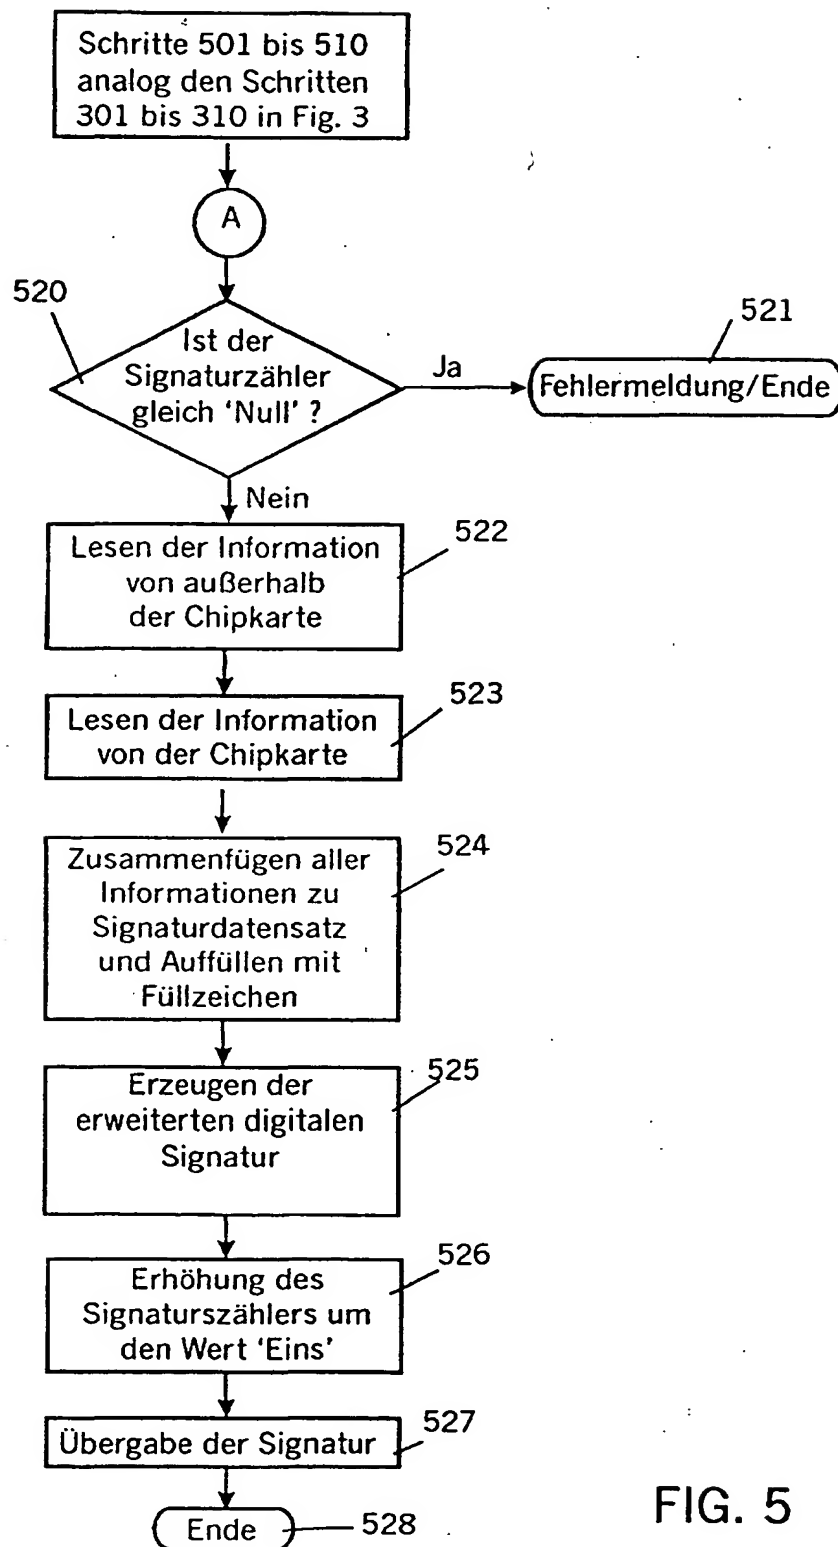 Schritte 501 bis 510
analog den Schritten
301 bis 310 in Fig. 3
A
520
Ist der
Signaturzähler
gleich ‘Null’ ?
Ja
521
Fehlermeldung/Ende
Nein
Lesen der Information
von außerhalb
der Chipkarte
522
Lesen der Information
von der Chipkarte
523
Zusammenfügen aller
Informationen zu
Signaturdatensatz
und Auffüllen mit
Füllzeichen
524
Erzeugen der
erweiterten digitalen
Signatur
525
Erhöhung des
Signaturszählers um
den Wert ‘Eins’
526
Übergabe der Signatur
527
Ende
528
FIG. 5